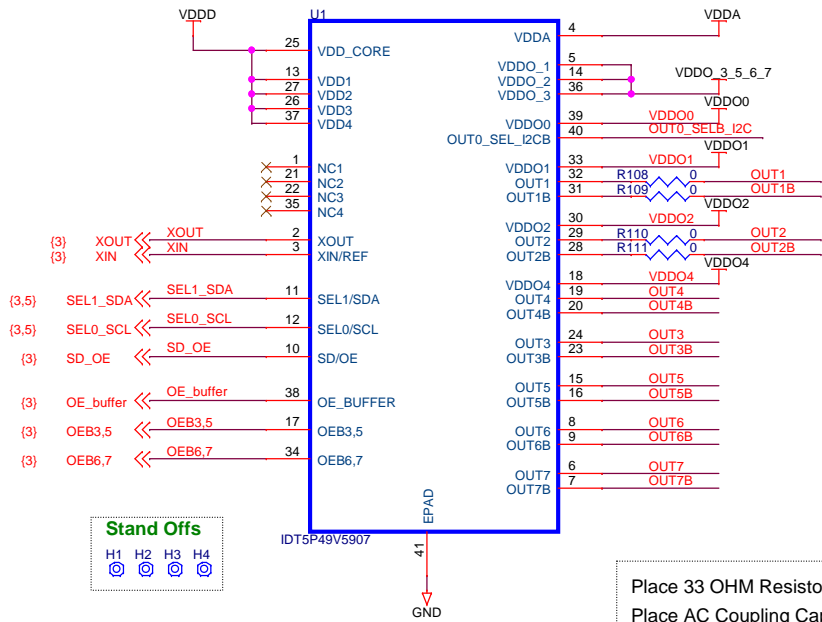 VDDD
U1
VDDA
25 VDD_CORE
VDDA 4
13 VDD1
27 VDD2
26 VDD3
37 VDD4
VDDO_1 5
VDDO_2 14
VDDO_3 36
VDDO_3_5_6_7
VDDO0
VDDO0 39 VDDO0
OUT0_SEL_I2CB 40 OUT0_SELB_I2C
VDDO1
1 NC1
21 NC2
22 NC3
35 NC4
VDDO1 33 VDDO1
OUT1 32 R108 0 OUT1
OUT1B 31 R109 0 OUT1B
VDDO2
{3} XOUT XOUT 2 XOUT
{3} XIN XIN 3 XIN/REF
VDDO2 30 VDDO2
OUT2 29 R110 0 OUT2
OUT2B 28 R111 0 OUT2B
VDDO4
{3,5} SEL1_SDA SEL1_SDA 11 SEL1/SDA
{3,5} SEL0_SCL SEL0_SCL 12 SEL0/SCL
{3} SD_OE SD_OE 10 SD/OE
VDDO4 18 VDDO4
OUT4 19 OUT4
OUT4B 20 OUT4B
OUT3 24 OUT3
OUT3B 23 OUT3B
{3} OE_buffer OE_buffer 38 OE_BUFFER
{3} OEB3,5 OEB3,5 17 OEB3,5
{3} OEB6,7 OEB6,7 34 OEB6,7
OUT5 15 OUT5
OUT5B 16 OUT5B
OUT6 8 OUT6
OUT6B 9 OUT6B
OUT7 6 OUT7
OUT7B 7 OUT7B
EPAD
41
IDT5P49V5907
GND
Stand Offs
H1 H2 H3 H4
Place 33 OHM Resisto
Place AC Coupling Cap